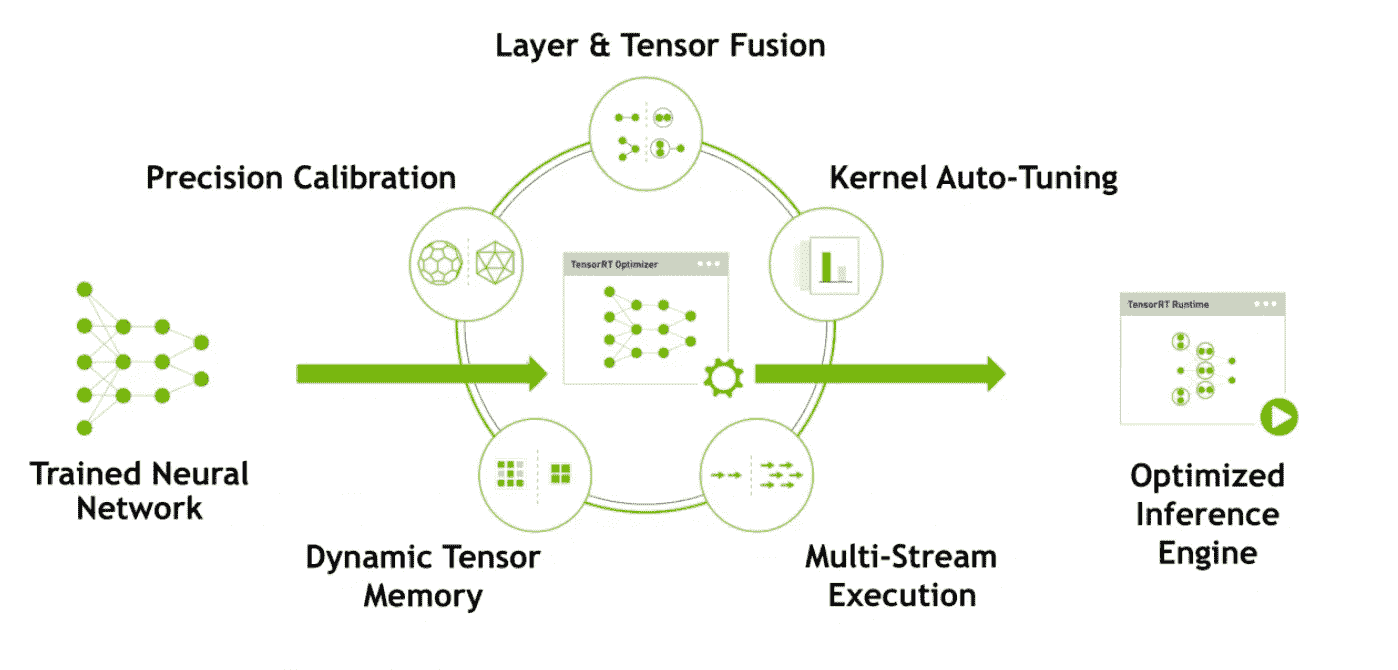 Layer & Tensor Fusion
Precision Calibration
Kernel Auto-Tuning
TensorRT Optimizer
TensorRT Runtime
Trained Neural
Network
Optimized
Inference
Engine
Dynamic Tensor
Memory
Multi-Stream
Execution